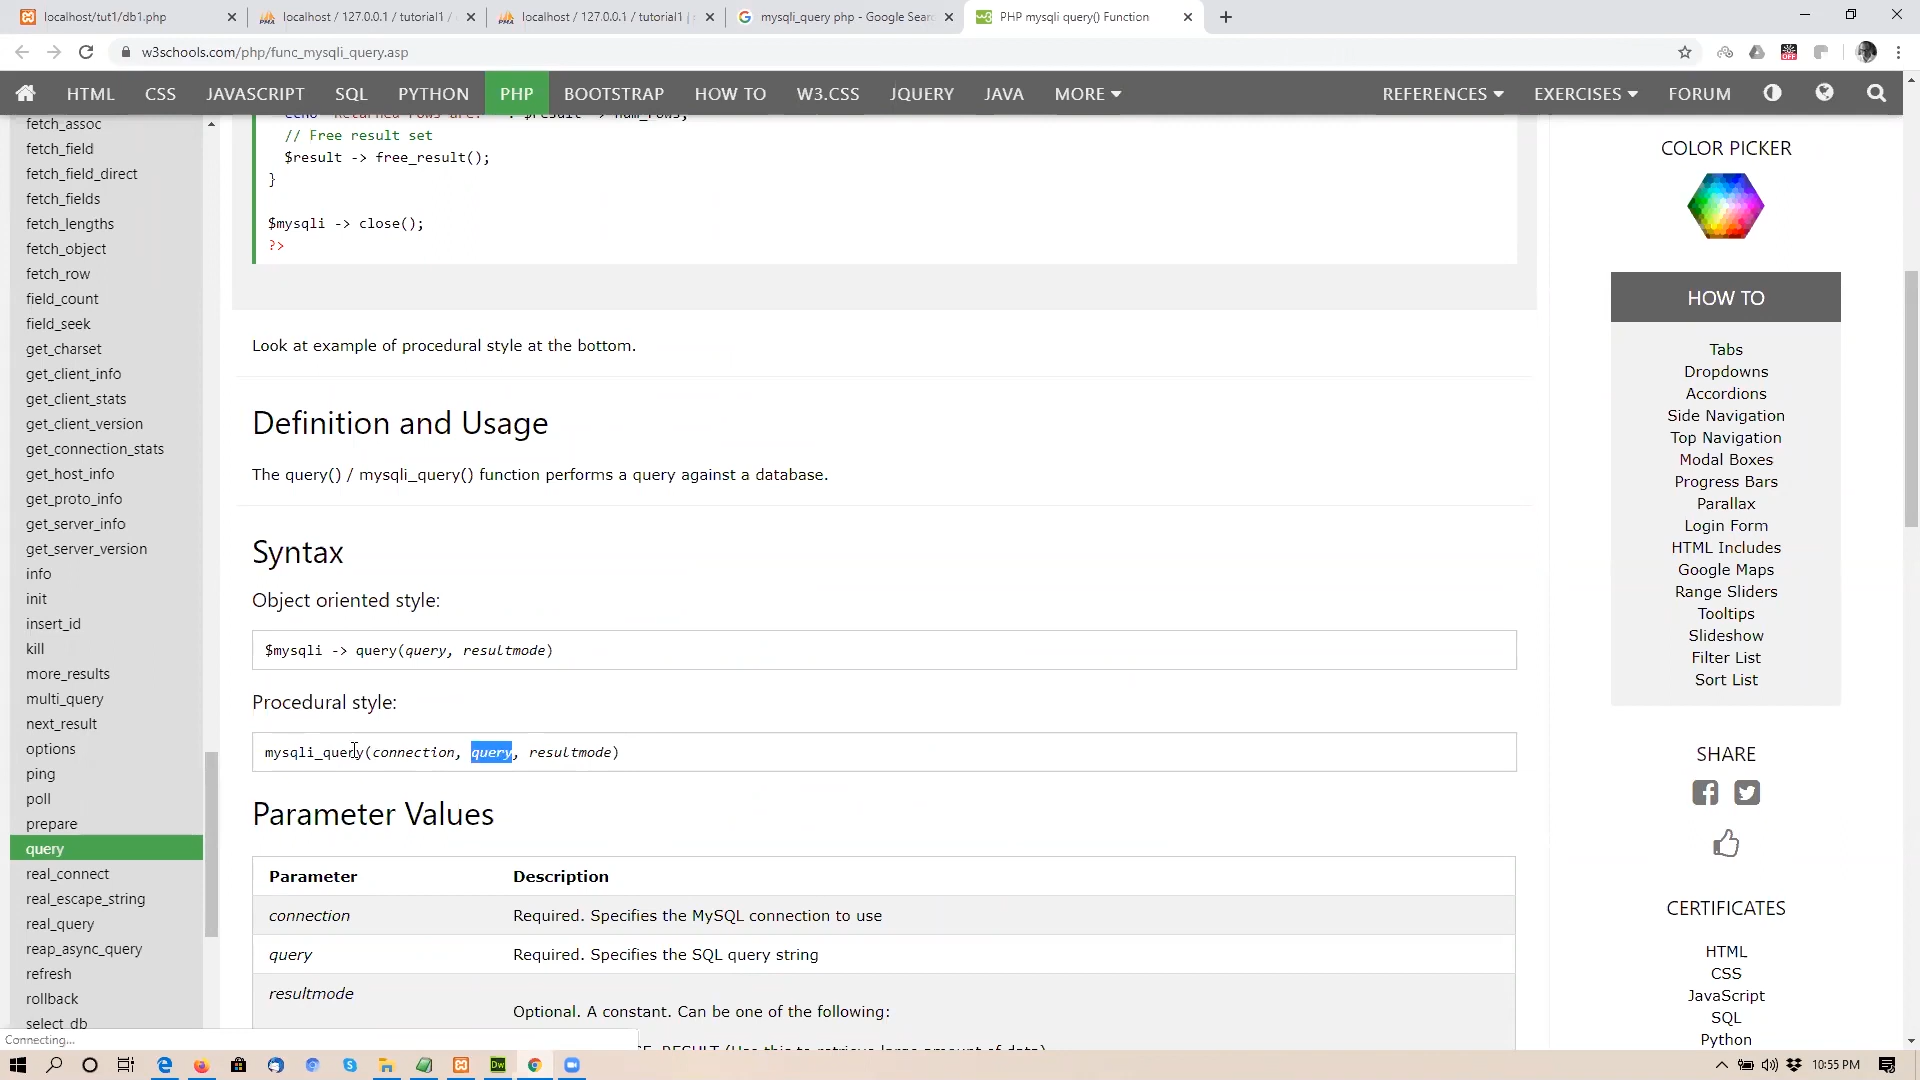 localhost/tut1/db1.php
localhost / 127.0.0.1 / tutorial1 /
localhost / 127.0.0.1 / tutorial1 |
mysqli_query php - Google Sear
PHP mysqli query() Function
w3schools.com/php/func_mysqli_query.asp
HTML CSS JAVASCRIPT SQL PYTHON PHP BOOTSTRAP HOW TO W3.CSS JQUERY JAVA MORE REFERENCES EXERCISES FORUM
fetch_assoc
fetch_field
fetch_field_direct
fetch_fields
fetch_lengths
fetch_object
fetch_row
field_count
field_seek
get_charset
get_client_info
get_client_stats
get_client_version
get_connection_stats
get_host_info
get_proto_info
get_server_info
get_server_version
info
init
insert_id
kill
more_results
multi_query
next_result
options
ping
poll
prepare
query
real_connect
real_escape_string
real_query
reap_async_query
refresh
rollback
select_db
Connecting...
// Free result set
$result -> free_result();
}
$mysqli -> close();
?>
Look at example of procedural style at the bottom.
Definition and Usage
The query() / mysqli_query() function performs a query against a database.
Syntax
Object oriented style:
$mysqli -> query(query, resultmode)
Procedural style:
mysqli_query(connection, query, resultmode)
Parameter Values
Parameter Description
connection Required. Specifies the MySQL connection to use
query Required. Specifies the SQL query string
resultmode
Optional. A constant. Can be one of the following:
COLOR PICKER
HOW TO
Tabs
Dropdowns
Accordions
Side Navigation
Top Navigation
Modal Boxes
Progress Bars
Parallax
Login Form
HTML Includes
Google Maps
Range Sliders
Tooltips
Slideshow
Filter List
Sort List
SHARE
CERTIFICATES
HTML
CSS
JavaScript
SQL
Python
OFF
Dw
10:55 PM